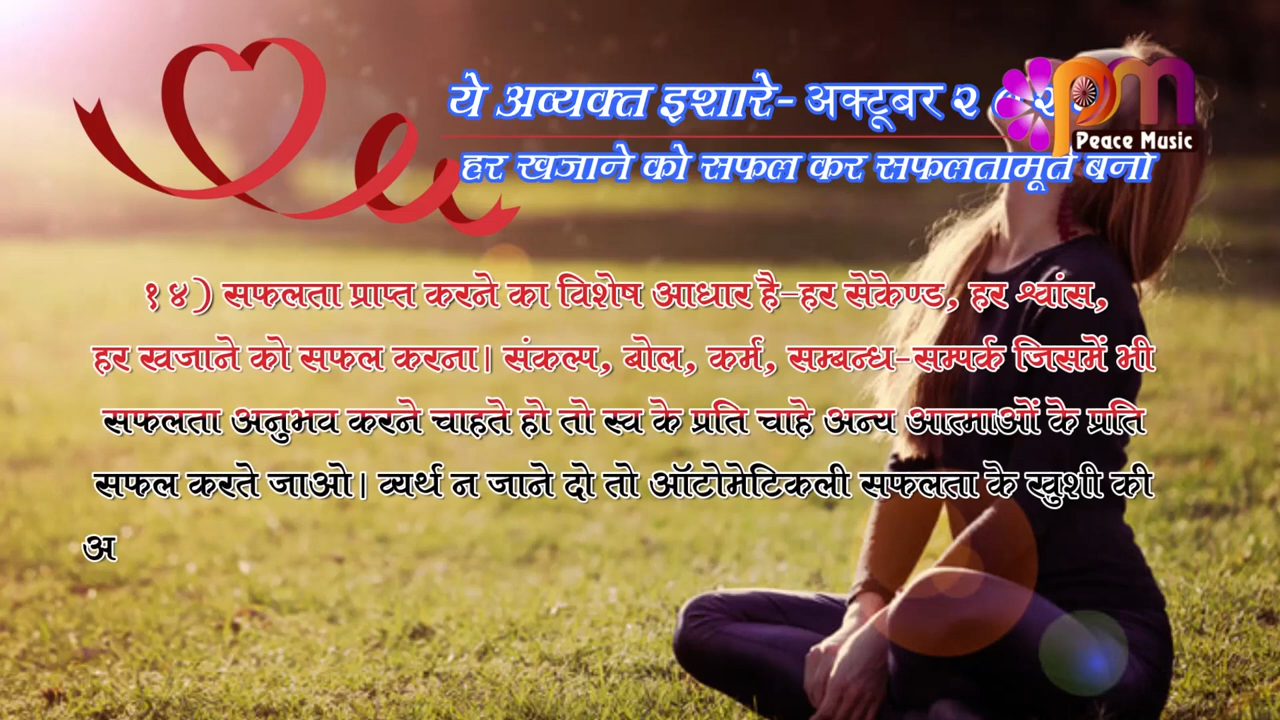 ये अव्यक्त इशारे- अक्टूबर २
pm
Peace Music
हर खजाने को सफल कर सफलतामूर्त बनो
१४) सफलता प्राप्त करने का विशेष आधार है-हर सेकेण्ड, हर श्वांस,
हर खजाने को सफल करना। संकल्प, बोल, कर्म, सम्बन्ध-सम्पर्क जिसमें भी
सफलता अनुभव करने चाहते हो तो स्व के प्रति चाहे अन्य आत्माओं के प्रति
सफल करते जाओ। व्यर्थ न जाने दो तो ऑटोमेटिकली सफलता के खुशी की
अ